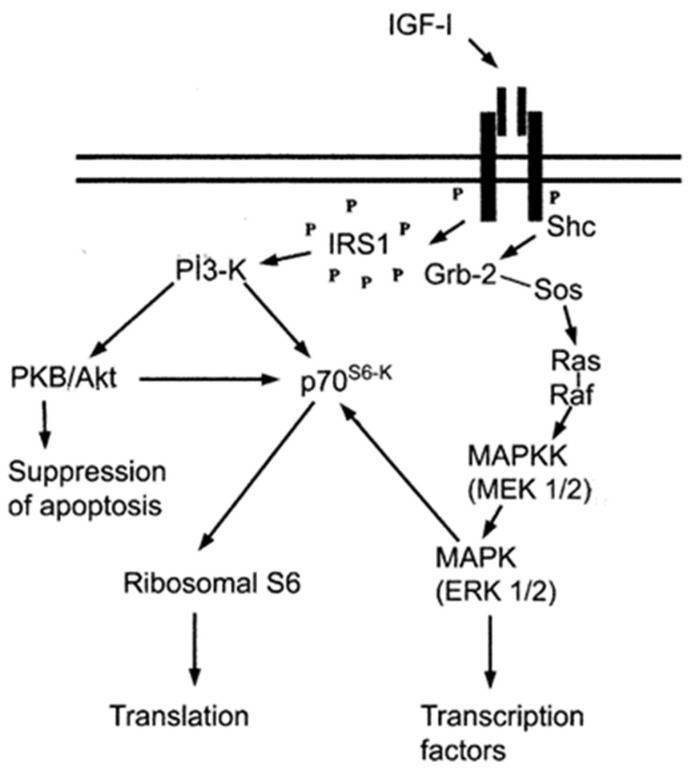 IGF-I
P
P
P
P
P
Shc
IRS1
PI3-K
P
P
P
Grb-2
Sos
PKB/Akt
p70S6-K
Ras
Raf
Suppression
of apoptosis
MAPKK
(MEK 1/2)
MAPK
(ERK 1/2)
Ribosomal S6
Translation
Transcription
factors